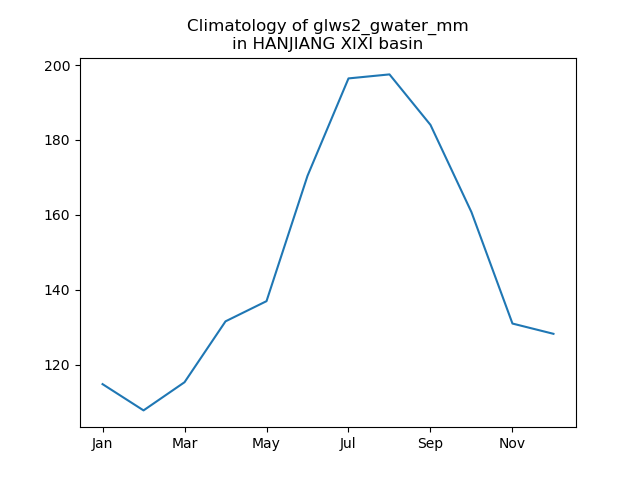 Climatology of glws2_gwater_mm
in HANJIANG XIXI basin
200
180
160
140
120
Jan
Mar
May
Jul
Sep
Nov